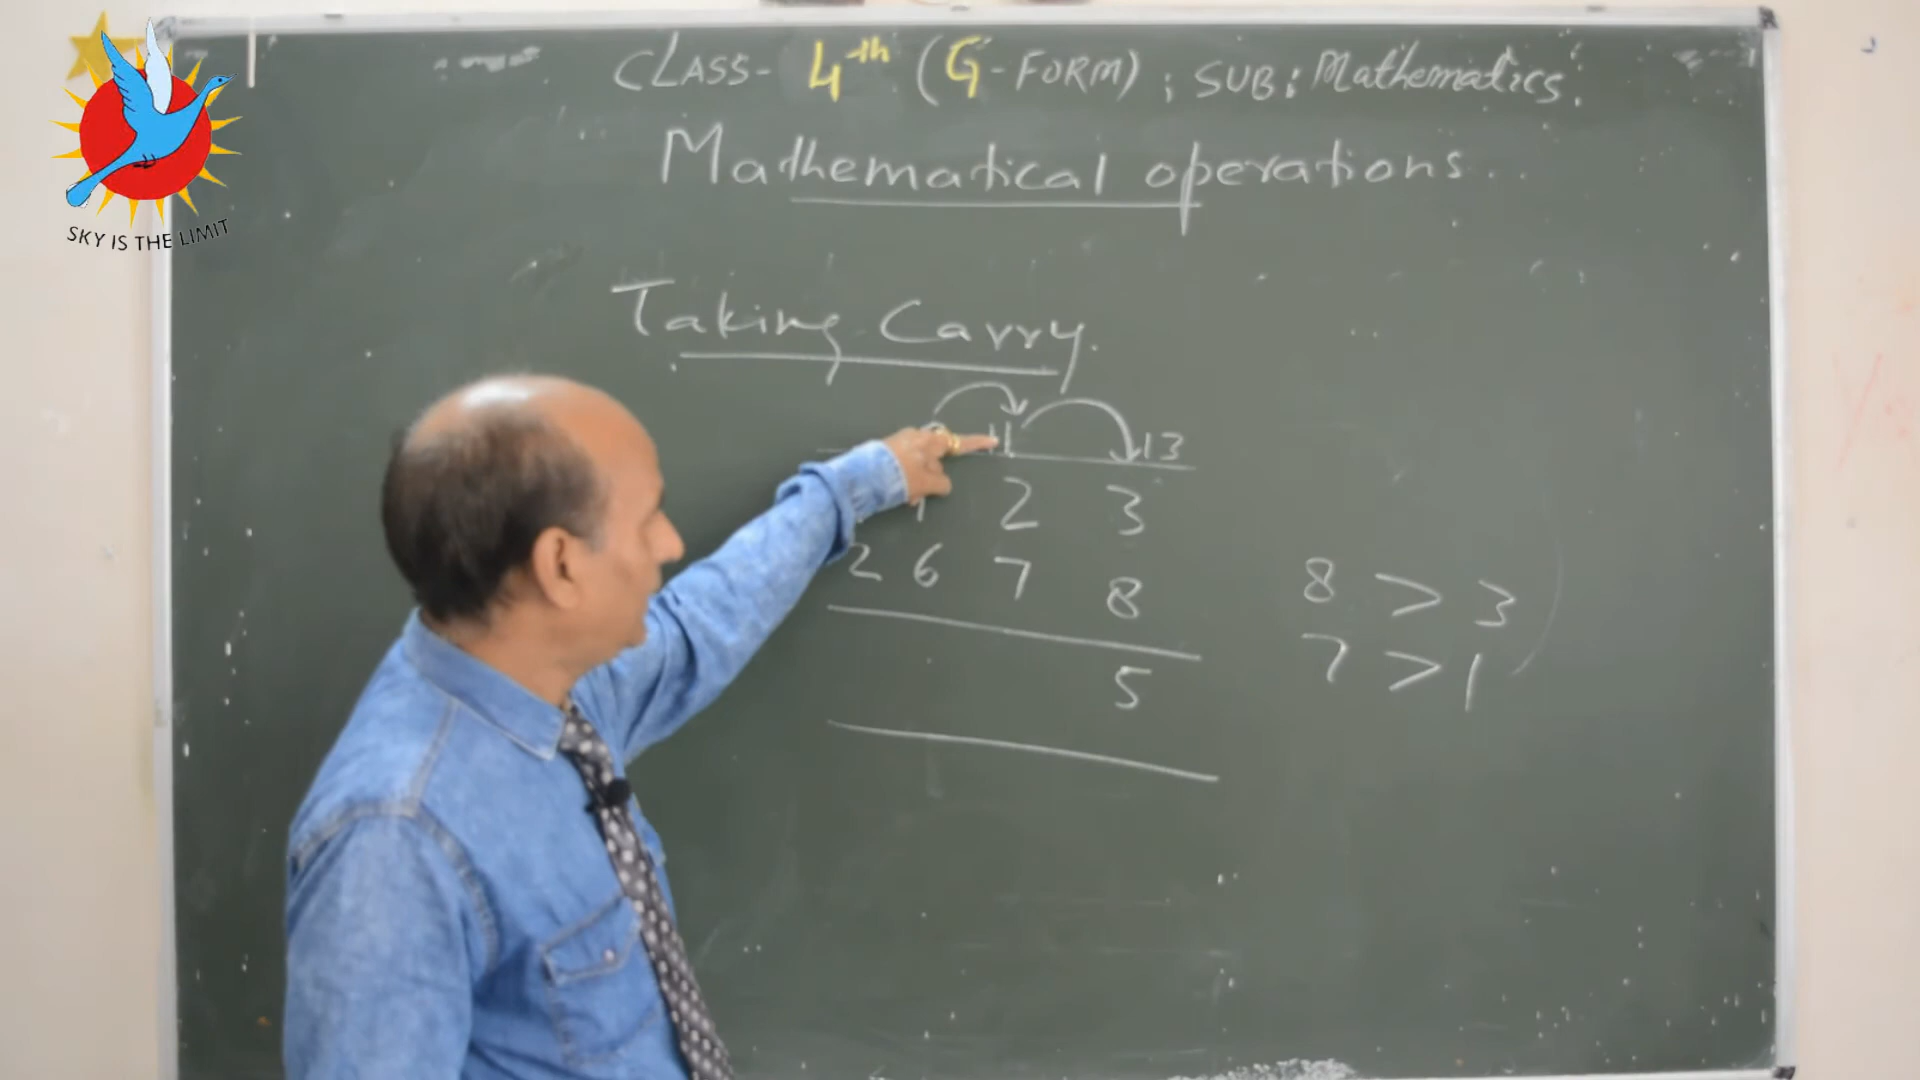 SKY IS THE LIMIT
CLASS- 4th (G-FORM) ; SUB: Mathematics.
Mathematical operations..
Taking Carry.
11 13
1 2 3
2 6 7 8
5
8 > 3
7 > 1